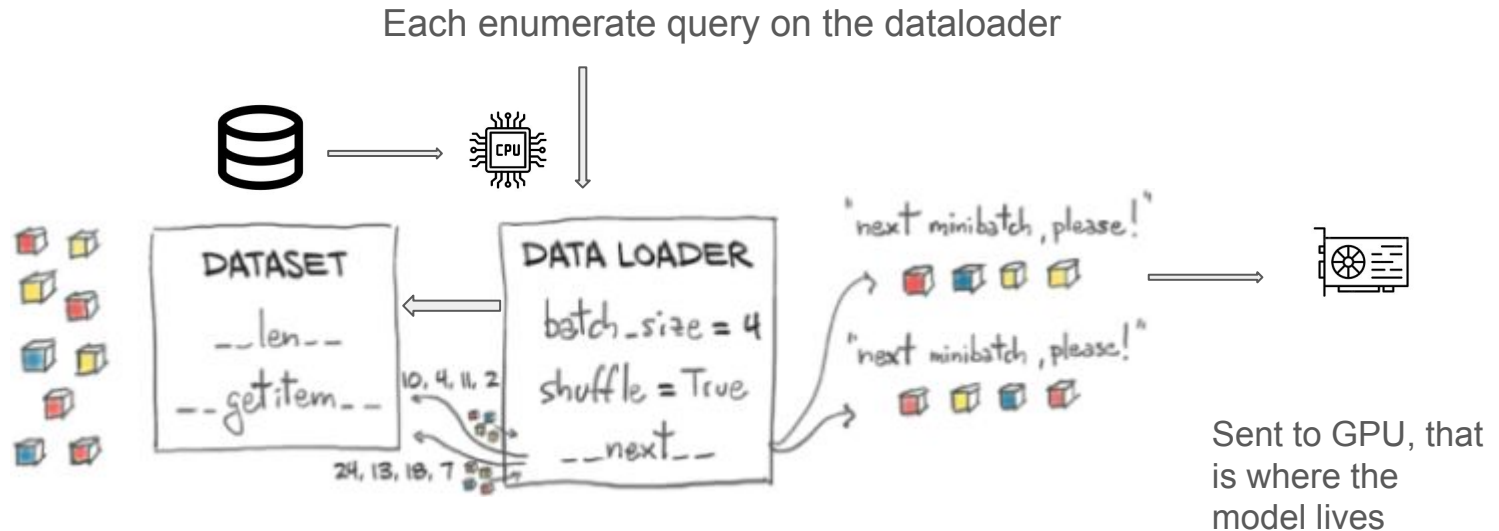 Each enumerate query on the dataloader
CPU
DATASET
__len__
__getitem__
10, 4, 11, 2
24, 13, 18, 7
DATA LOADER
batch_size = 4
shuffle = True
__next__
"next minibatch, please!"
"next minibatch, please!"
Sent to GPU, that
is where the
model lives